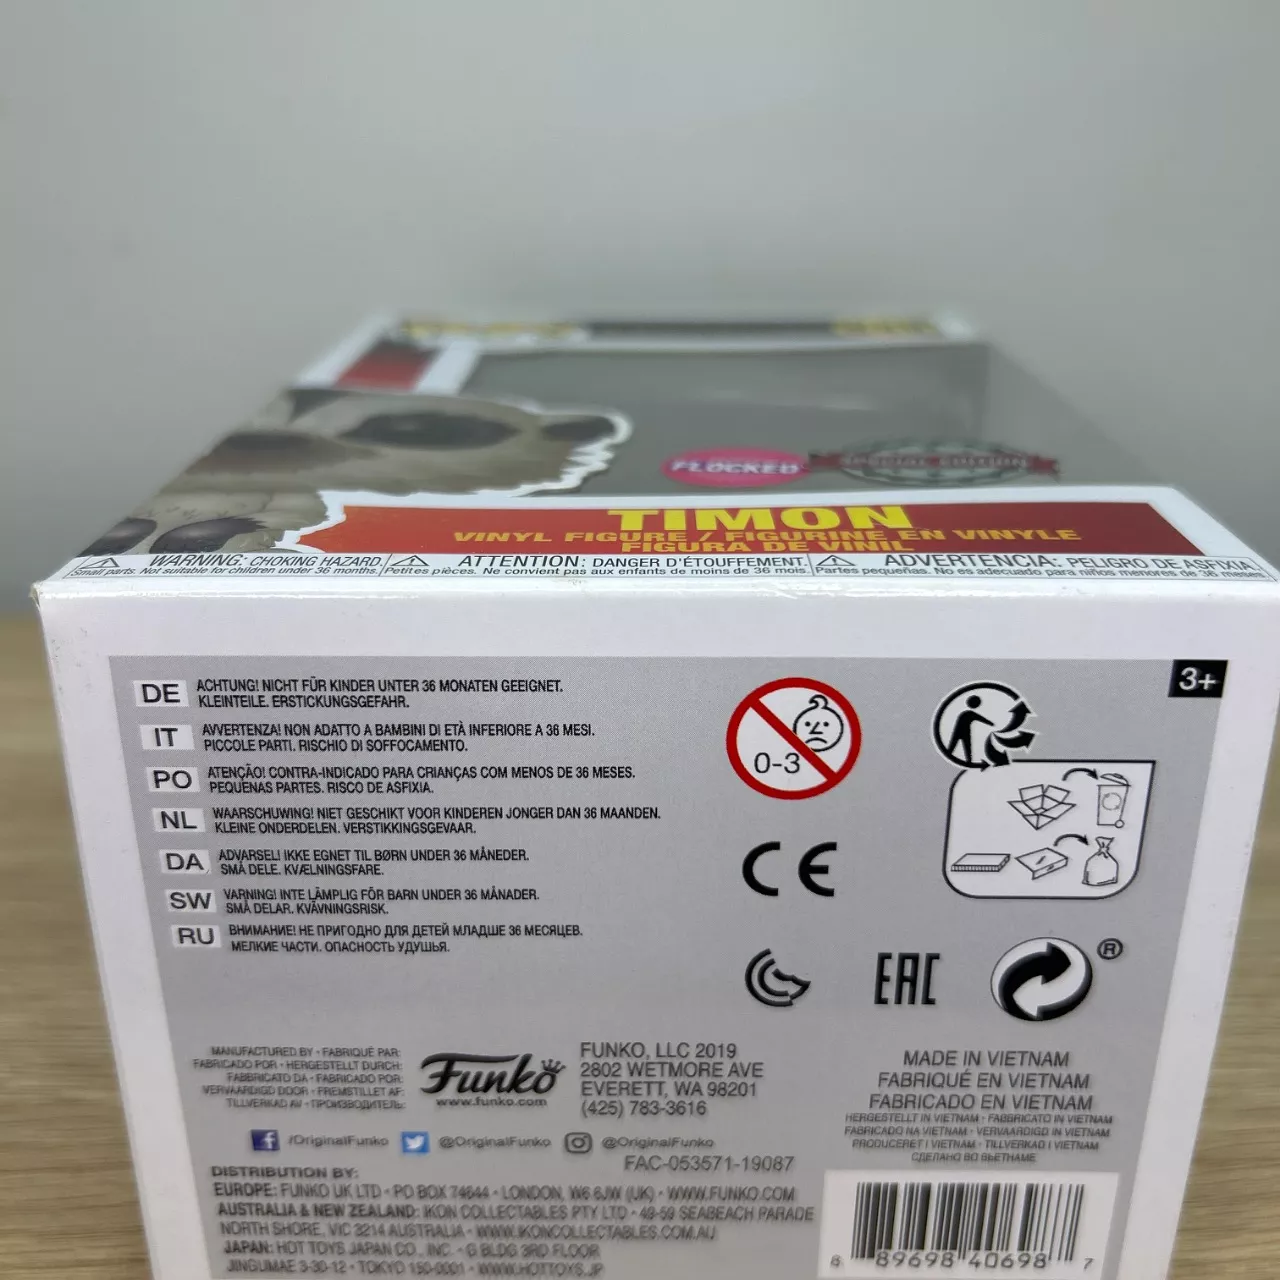 FLOCKED
SPECIAL EDITION
TIMON
VINYL FIGURE / FIGURINE EN VINYLE
FIGURA DE VINIL
WARNING: CHOKING HAZARD.
Small parts. Not suitable for children under 36 months.
ATTENTION: DANGER D'ÉTOUFFEMENT.
Petites pièces. Ne convient pas aux enfants de moins de 36 mois.
ADVERTENCIA: PELIGRO DE ASFIXIA.
Partes pequeñas. No es adecuado para niños menores de 36 meses
3+
DE ACHTUNG! NICHT FÜR KINDER UNTER 36 MONATEN GEEIGNET.
KLEINTEILE. ERSTICKUNGSGEFAHR.
IT AVVERTENZA! NON ADATTO A BAMBINI DI ETÀ INFERIORE A 36 MESI.
PICCOLE PARTI. RISCHIO DI SOFFOCAMENTO.
PO ATENÇÃO! CONTRA-INDICADO PARA CRIANÇAS COM MENOS DE 36 MESES.
PEQUENAS PARTES. RISCO DE ASFIXIA.
NL WAARSCHUWING! NIET GESCHIKT VOOR KINDEREN JONGER DAN 36 MAANDEN.
KLEINE ONDERDELEN. VERSTIKKINGSGEVAAR.
DA ADVARSEL! IKKE EGNET TIL BØRN UNDER 36 MÅNEDER.
SMÅ DELE. KVÆLNINGSFARE.
SW VARNING! INTE LÄMPLIG FÖR BARN UNDER 36 MÅNADER.
SMÅ DELAR. KVÄVNINGSRISK.
RU ВНИМАНИЕ! НЕ ПРИГОДНО ДЛЯ ДЕТЕЙ МЛАДШЕ 36 МЕСЯЦЕВ.
МЕЛКИЕ ЧАСТИ. ОПАСНОСТЬ УДУШЬЯ.
0-3
CE
EAC
®
MANUFACTURED BY • FABRIQUÉ PAR:
FABRICADO POR • HERGESTELLT DURCH:
FABBRICATO DA • FABRICADO POR:
VERVAARDIGD DOOR • FREMSTILLET AF:
TILLVERKAD AV • ПРОИЗВОДИТЕЛЬ:
Funko
www.funko.com
FUNKO, LLC 2019
2802 WETMORE AVE
EVERETT, WA 98201
(425) 783-3616
f /OriginalFunko @OriginalFunko @OriginalFunko
FAC-053571-19087
MADE IN VIETNAM
FABRIQUÉ EN VIETNAM
FABRICADO EN VIETNAM
HERGESTELLT IN VIETNAM • FABBRICATO IN VIETNAM
FABRICADO NA VIETNAM • VERVAARDIGD IN VIETNAM
PRODUCERET I VIETNAM • TILLVERKAD I VIETNAM
СДЕЛАНО ВО ВЬЕТНАМЕ
DISTRIBUTION BY:
EUROPE: FUNKO UK LTD • PO BOX 74644 • LONDON, W6 6JW (UK) • WWW.FUNKO.COM
AUSTRALIA & NEW ZEALAND: IKON COLLECTABLES PTY LTD • 49-59 SEABEACH PARADE
NORTH SHORE, VIC 3214 AUSTRALIA • WWW.IKONCOLLECTABLES.COM.AU
JAPAN: HOT TOYS JAPAN CO., INC. • G BLDG 3RD FLOOR
JINGUMAE 3-30-12 • TOKYO 150-0001 • WWW.HOTTOYS.JP
8 89698 40698 7